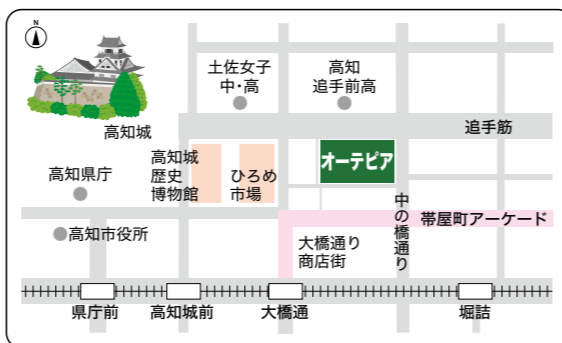 N
土佐女子
中・高
高知
追手前高
高知城
追手筋
高知県庁
高知城
歴史
博物館
ひろめ
市場
オーテピア
中の橋通り
帯屋町アーケード
高知市役所
大橋通り
商店街
県庁前
高知城前
大橋通
堀詰